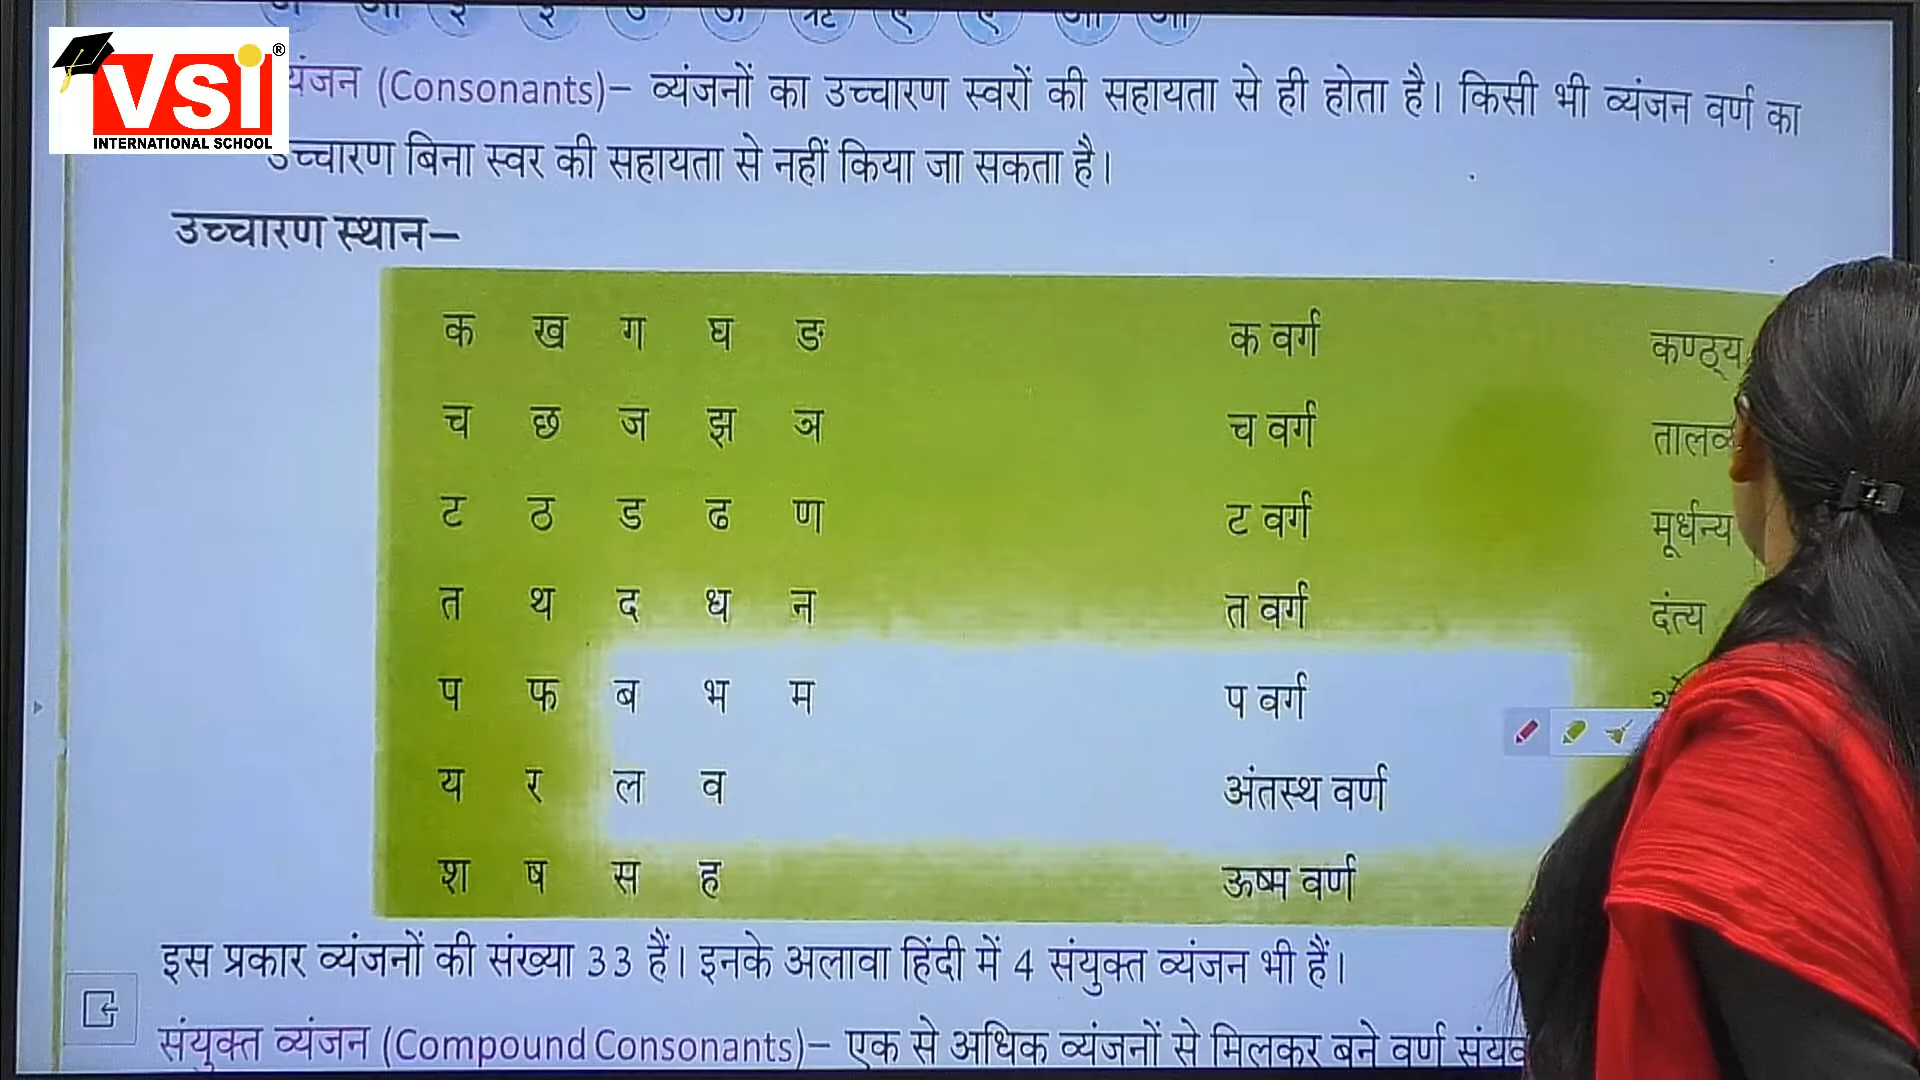 VSI®
INTERNATIONAL SCHOOL
(Consonants)– व्यंजनों का उच्चारण स्वरों की सहायता से ही होता है। किसी भी व्यंजन वर्ण का
उच्चारण बिना स्वर की सहायता से नहीं किया जा सकता है।
उच्चारण स्थान–
क ख ग घ ङ क वर्ग कण्ठ्य
च छ ज झ ञ च वर्ग
ट ठ ड ढ ण ट वर्ग मूर्धन्य
त थ द ध न त वर्ग दंत्य
प फ ब भ म प वर्ग
य र ल व अंतस्थ वर्ण
श ष स ह ऊष्म वर्ण
इस प्रकार व्यंजनों की संख्या 33 हैं। इनके अलावा हिंदी में 4 संयुक्त व्यंजन भी हैं।
संयुक्त व्यंजन (Compound Consonants)– एक से अधिक व्यंजनों से मिलकर बने वर्ण